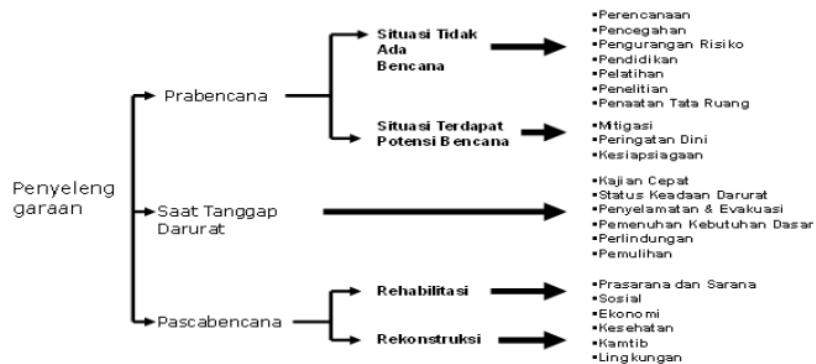 Penyeleng
garaan
Prabencana
Situasi Tidak
Ada
Bencana
▪Perencanaan
▪Pencegahan
▪Pengurangan Risiko
▪Pendidikan
▪Pelatihan
▪Penelitian
▪Penaatan Tata Ruang
Situasi Terdapat
Potensi Bencana
▪Mitigasi
▪Peringatan Dini
▪Kesiapsiagaan
Saat Tanggap
Darurat
▪Kajian Cepat
▪Status Keadaan Darurat
▪Penyelamatan & Evakuasi
▪Pemenuhan Kebutuhan Dasar
▪Perlindungan
▪Pemulihan
Pascabencana
Rehabilitasi
Rekonstruksi
▪Prasarana dan Sarana
▪Sosial
▪Ekonomi
▪Kesehatan
▪Kamtib
▪Lingkungan